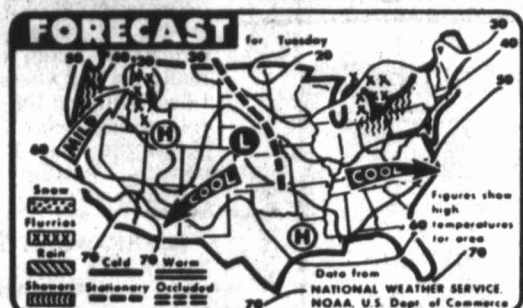 FORECAST for Tuesday
30
50 40 30 30 20
40
50
MILD
H
L
60
COOL
COOL
Snow
Flurries
Rain
Showers
H
Figures show
high
temperatures
for area
60
70
70 70
Cold Warm
Stationary Occluded
Data from
NATIONAL WEATHER SERVICE,
NOAA, U.S. Dept of Commerce
70